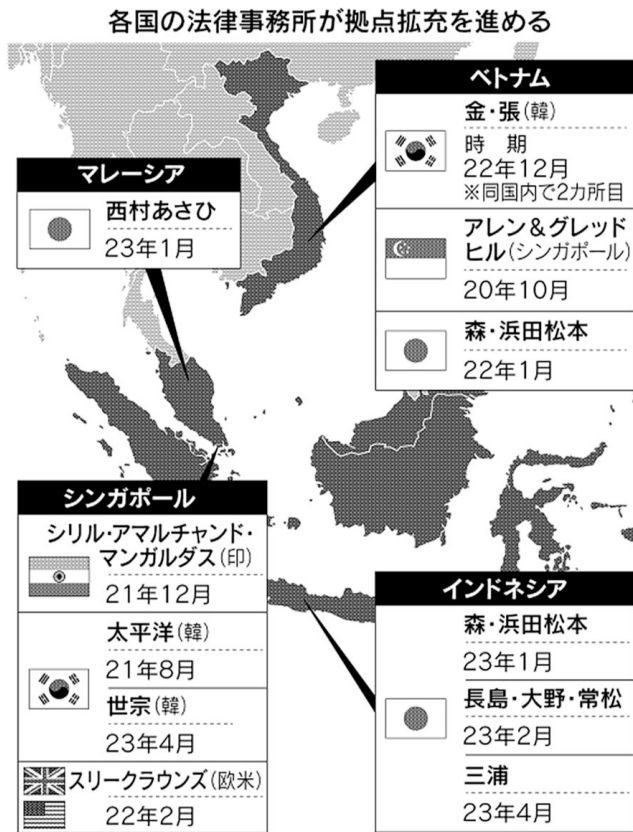 各国の法律事務所が拠点拡充を進める
ベトナム
金・張(韓)
時 期
22年12月
※同国内で2カ所目
アレン&グレッド
ヒル(シンガポール)
20年10月
森・浜田松本
22年1月
マレーシア
西村あさひ
23年1月
シンガポール
シリル・アマルチャンド・
マンガルダス(印)
21年12月
太平洋(韓)
21年8月
世宗(韓)
23年4月
スリークラウンズ(欧米)
22年2月
インドネシア
森・浜田松本
23年1月
長島・大野・常松
23年2月
三浦
23年4月